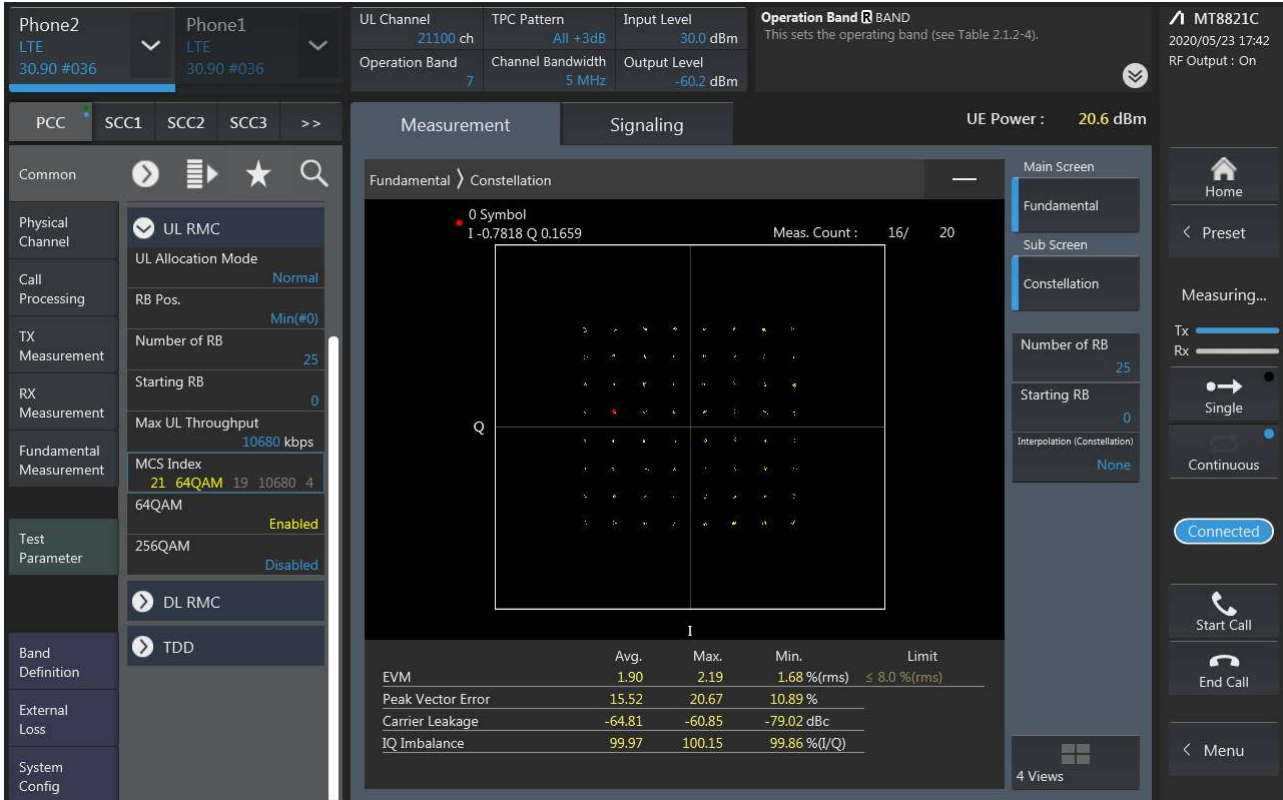 Phone2
LTE
30.90 #036
Phone1
LTE
30.90 #036
UL Channel
21100 ch
TPC Pattern
All +3dB
Input Level
30.0 dBm
Operation Band
7
Channel Bandwidth
5 MHz
Output Level
-60.2 dBm
Operation Band R BAND
This sets the operating band (see Table 2.1.2-4).
MT8821C
2020/05/23 17:42
RF Output : On
PCC SCC1 SCC2 SCC3 >>
Measurement
Signaling
UE Power : 20.6 dBm
Common
Physical
Channel
Call
Processing
TX
Measurement
RX
Measurement
Fundamental
Measurement
Test
Parameter
Band
Definition
External
Loss
System
Config
UL RMC
UL Allocation Mode
Normal
RB Pos.
Min(#0)
Number of RB
25
Starting RB
0
Max UL Throughput
10680 kbps
MCS Index
21 64QAM 19 10680 4
64QAM
Enabled
256QAM
Disabled
DL RMC
TDD
Fundamental 〉 Constellation
0 Symbol
I -0.7818 Q 0.1659
Meas. Count : 16/ 20
Q
I
Avg. Max. Min. Limit
EVM 1.90 2.19 1.68 %(rms) ≤ 8.0 %(rms)
Peak Vector Error 15.52 20.67 10.89 %
Carrier Leakage -64.81 -60.85 -79.02 dBc
IQ Imbalance 99.97 100.15 99.86 %(I/Q)
Main Screen
Fundamental
Sub Screen
Constellation
Number of RB
25
Starting RB
0
Interpolation (Constellation)
None
4 Views
Home
< Preset
Measuring...
Tx
Rx
Single
Continuous
Connected
Start Call
End Call
< Menu